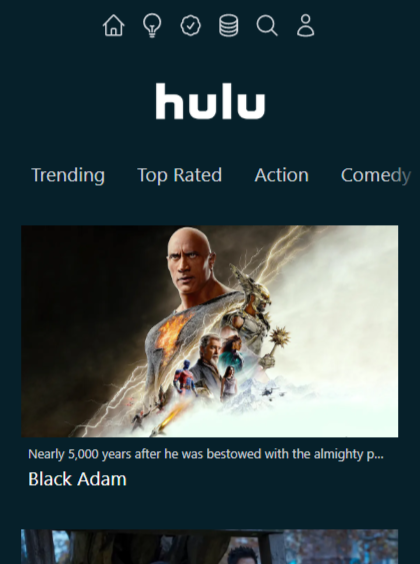 hulu
Trending Top Rated Action Comedy
Nearly 5,000 years after he was bestowed with the almighty p...
Black Adam